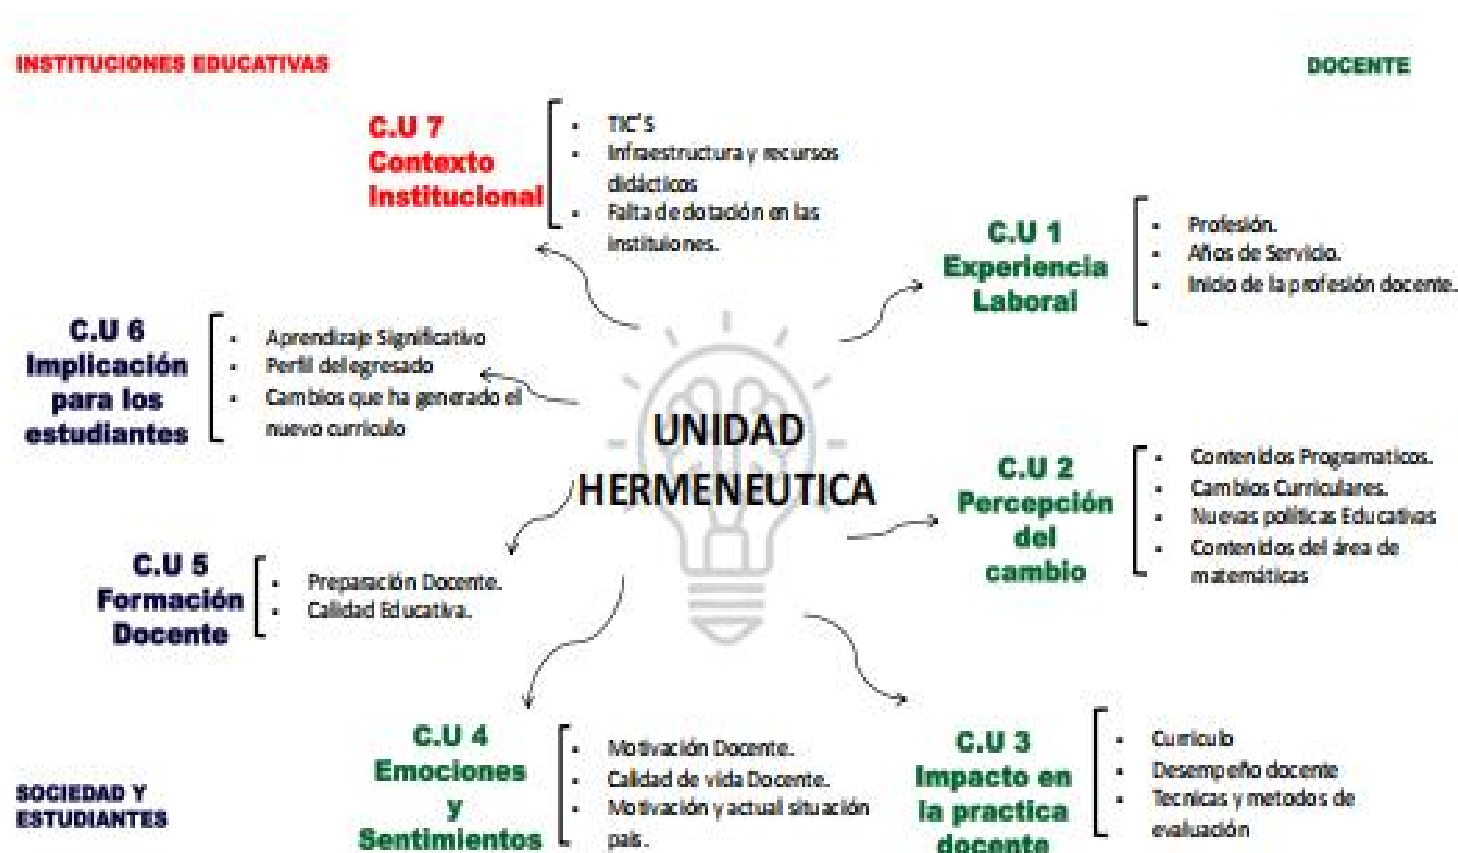 INSTITUCIONES EDUCATIVAS
DOCENTE
C.U 7
Contexto
Institucional
• TIC'S
• Infraestructura y recursos
didácticos
• Falta de dotación en las
instituiones.
C.U 1
Experiencia
Laboral
• Profesión.
• Años de Servicio.
• Inicio de la profesión docente.
C.U 6
Implicación
para los
estudiantes
• Aprendizaje Significativo
• Perfil del egresado
• Cambios que ha generado el
nuevo curriculo
UNIDAD
HERMENEUTICA
C.U 2
Percepción
del
cambio
• Contenidos Programaticos.
• Cambios Curriculares.
• Nuevas políticas Educativas
• Contenidos del área de
matemáticas
C.U 5
Formación
Docente
• Preparación Docente.
• Calidad Educativa.
C.U 4
Emociones
y
Sentimientos
• Motivación Docente.
• Calidad de vida Docente.
• Motivación y actual situación
país.
C.U 3
Impacto en
la practica
docente
• Curriculo
• Desempeño docente
• Tecnicas y metodos de
evaluación
SOCIEDAD Y
ESTUDIANTES